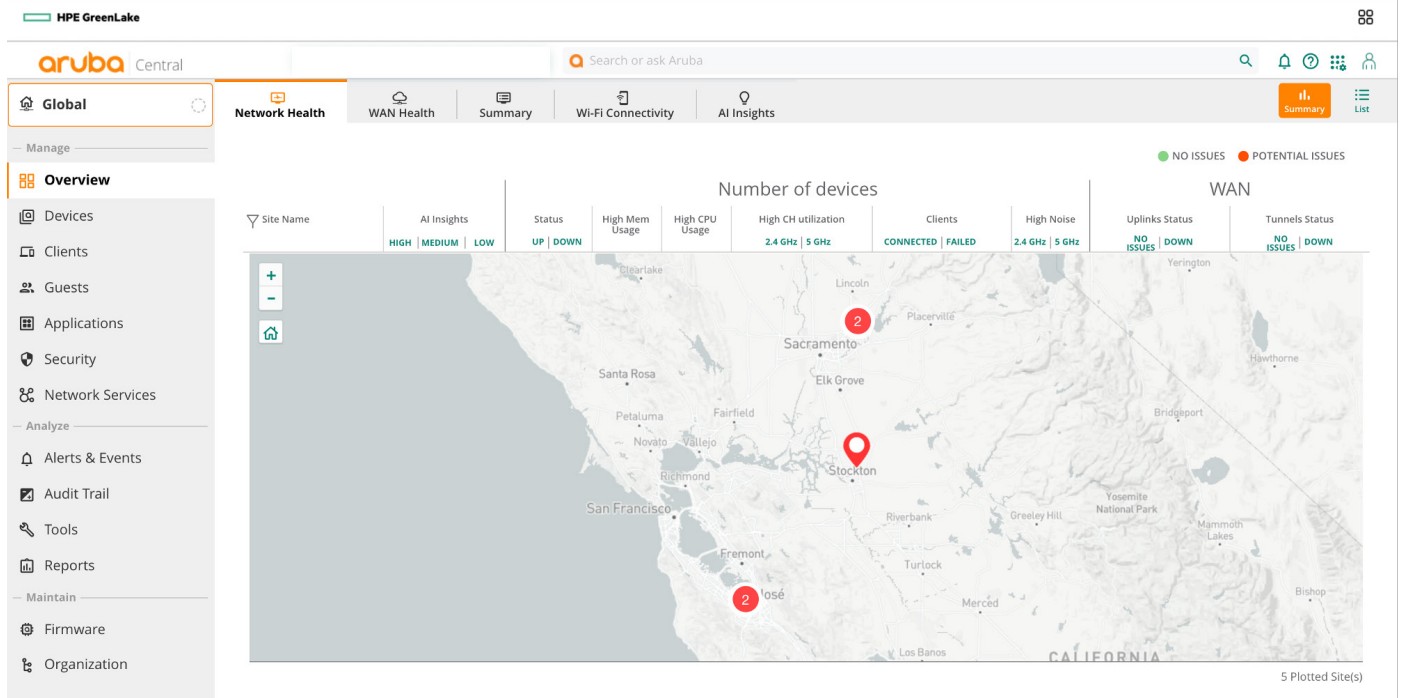 HPE GreenLake
aruba Central
Search or ask Aruba
Global
Network Health
WAN Health
Summary
Wi-Fi Connectivity
AI Insights
Summary
List
Manage
Overview
Devices
Clients
Guests
Applications
Security
Network Services
Analyze
Alerts & Events
Audit Trail
Tools
Reports
Maintain
Firmware
Organization
NO ISSUES
POTENTIAL ISSUES
Number of devices
WAN
Site Name
AI Insights
HIGH | MEDIUM | LOW
Status
UP | DOWN
High Mem
Usage
High CPU
Usage
High CH utilization
2.4 GHz | 5 GHz
Clients
CONNECTED | FAILED
High Noise
2.4 GHz | 5 GHz
Uplinks Status
NO
ISSUES | DOWN
Tunnels Status
NO
ISSUES | DOWN
+
−
Clearlake
Yerington
Lincoln
Placerville
2
Sacramento
Hawthorne
Santa Rosa
Elk Grove
Petaluma
Fairfield
Bridgeport
Novato
Vallejo
Stockton
Richmond
Yosemite
National Park
San Francisco
Riverbank
Greeley Hill
Mammoth
Lakes
Fremont
Turlock
2
José
Merced
Bishop
Los Banos
CALIFORNIA
5 Plotted Site(s)